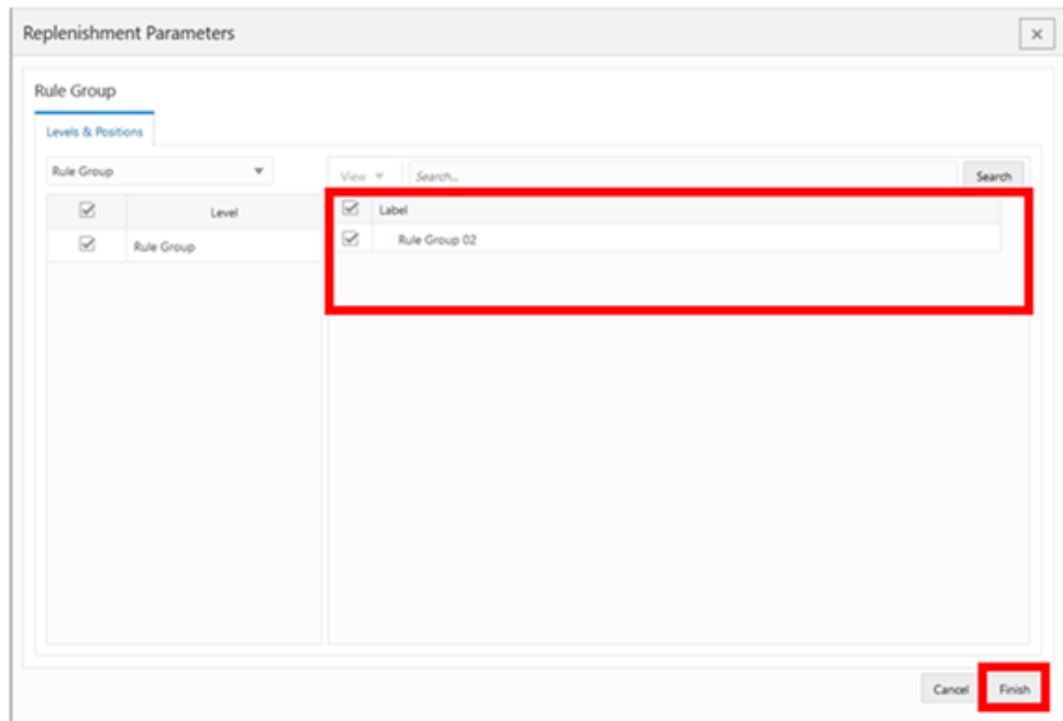 Replenishment Parameters
Rule Group
Levels & Positions
Rule Group
View
Search...
Search
Level
Label
Rule Group
Rule Group 02
Cancel
Finish